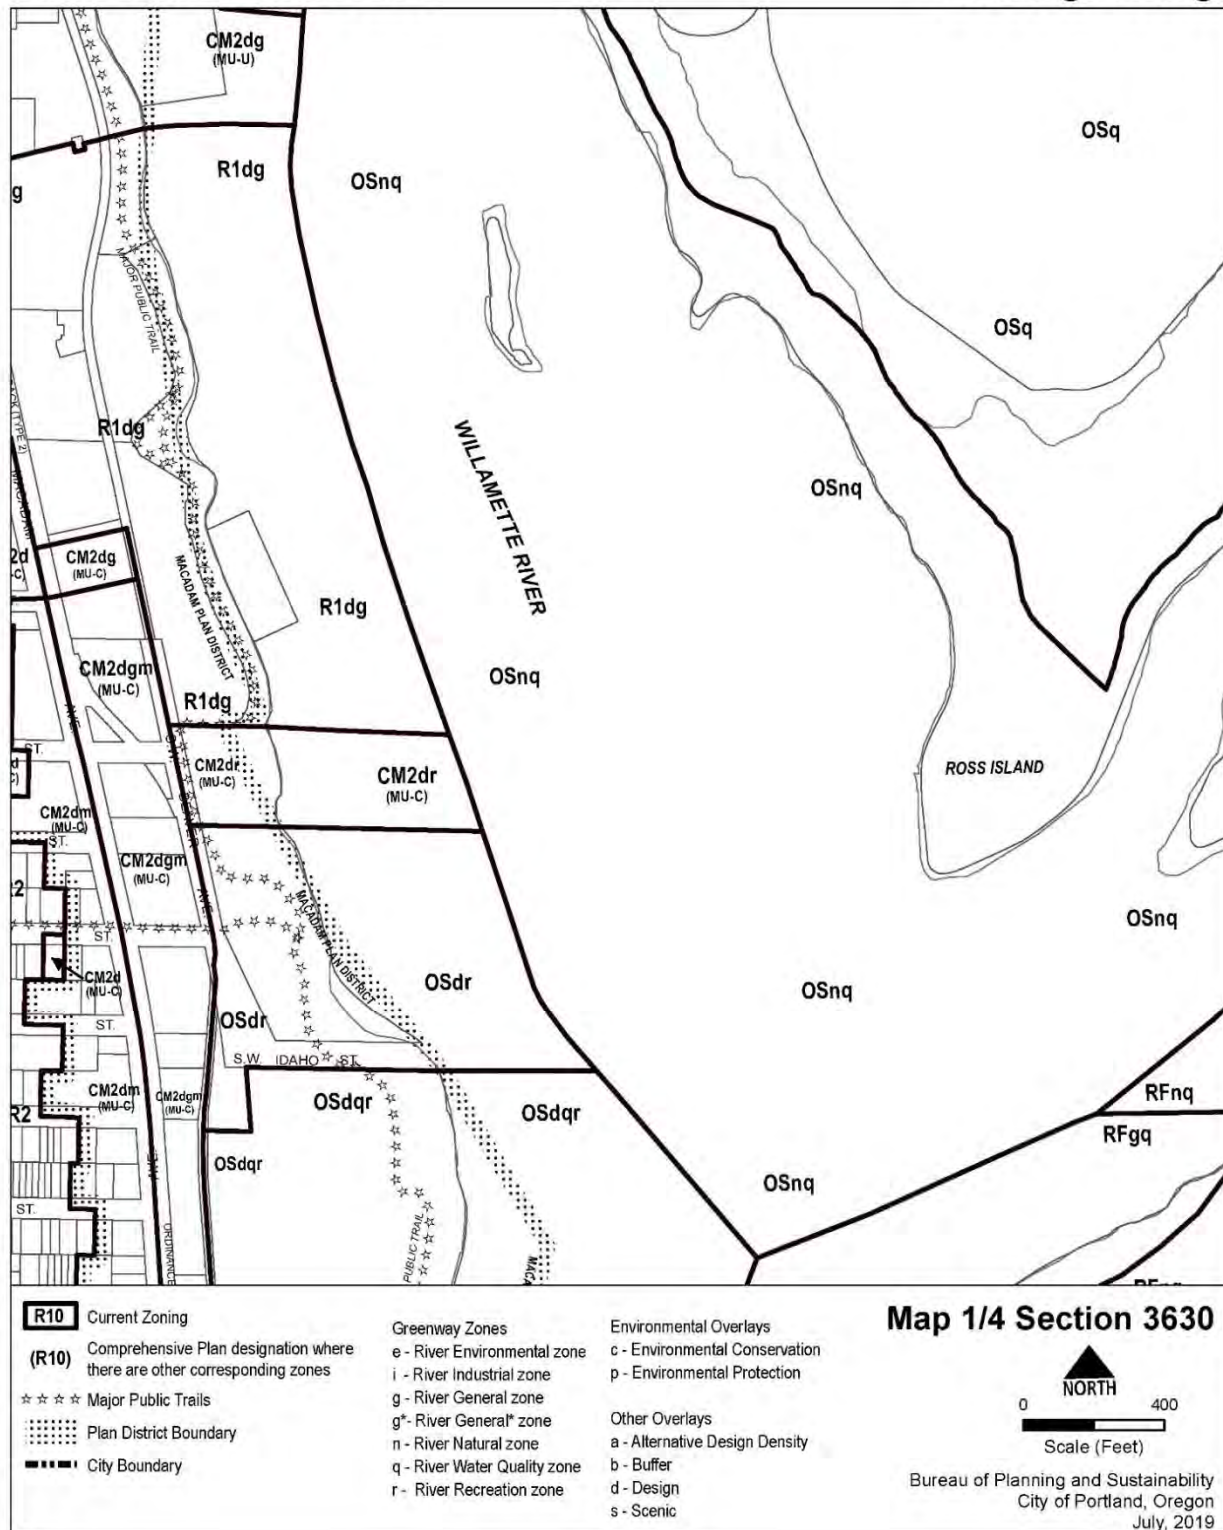 CM2dg
(MU-U)
OSq
R1dg
OSnq
g
MAJOR PUBLIC TRAIL
OSq
R1dg
WILLAMETTE RIVER
OSnq
MACADAM
CM2dg
(MU-C)
MACADAM PLAN DISTRICT
R1dg
OSnq
CM2dgm
(MU-C)
R1dg
AVE.
ST.
CM2dr
(MU-C)
CM2dr
(MU-C)
ROSS ISLAND
CM2dm
(MU-C)
ST.
CM2dgm
(MU-C)
AVE.
MACADAM PLAN DISTRICT
OSnq
ST.
CM2d
(MU-C)
OSdr
OSnq
ST.
OSdr
S.W. IDAHO ST.
CM2dm
(MU-C)
CM2dgm
(MU-C)
OSdqr
OSdqr
RFnq
R2
RFgq
OSdqr
OSnq
ST.
AVE.
ORDINANCE
PUBLIC TRAIL
R10 Current Zoning
(R10) Comprehensive Plan designation where
there are other corresponding zones
Major Public Trails
Plan District Boundary
City Boundary
Greenway Zones
e - River Environmental zone
i - River Industrial zone
g - River General zone
g*- River General* zone
n - River Natural zone
q - River Water Quality zone
r - River Recreation zone
Environmental Overlays
c - Environmental Conservation
p - Environmental Protection
Other Overlays
a - Alternative Design Density
b - Buffer
d - Design
s - Scenic
Map 1/4 Section 3630
NORTH
0 400
Scale (Feet)
Bureau of Planning and Sustainability
City of Portland, Oregon
July, 2019